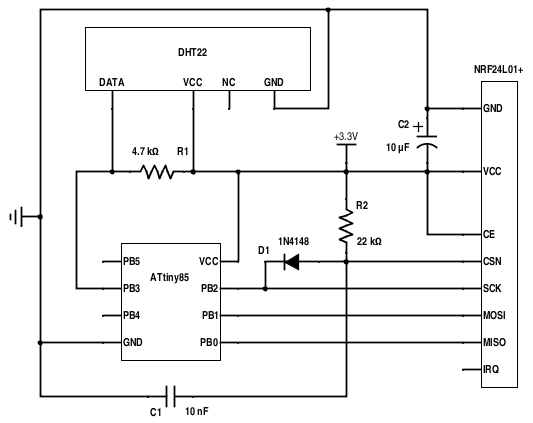 DHT22
DATA VCC NC GND
NRF24L01+
GND
C2 +
10 µF
+3.3V
4.7 kΩ R1
VCC
R2
22 kΩ
CE
D1 1N4148
CSN
ATtiny85
PB5 VCC
PB3 PB2
SCK
PB4 PB1
MOSI
GND PB0
MISO
IRQ
C1 10 nF